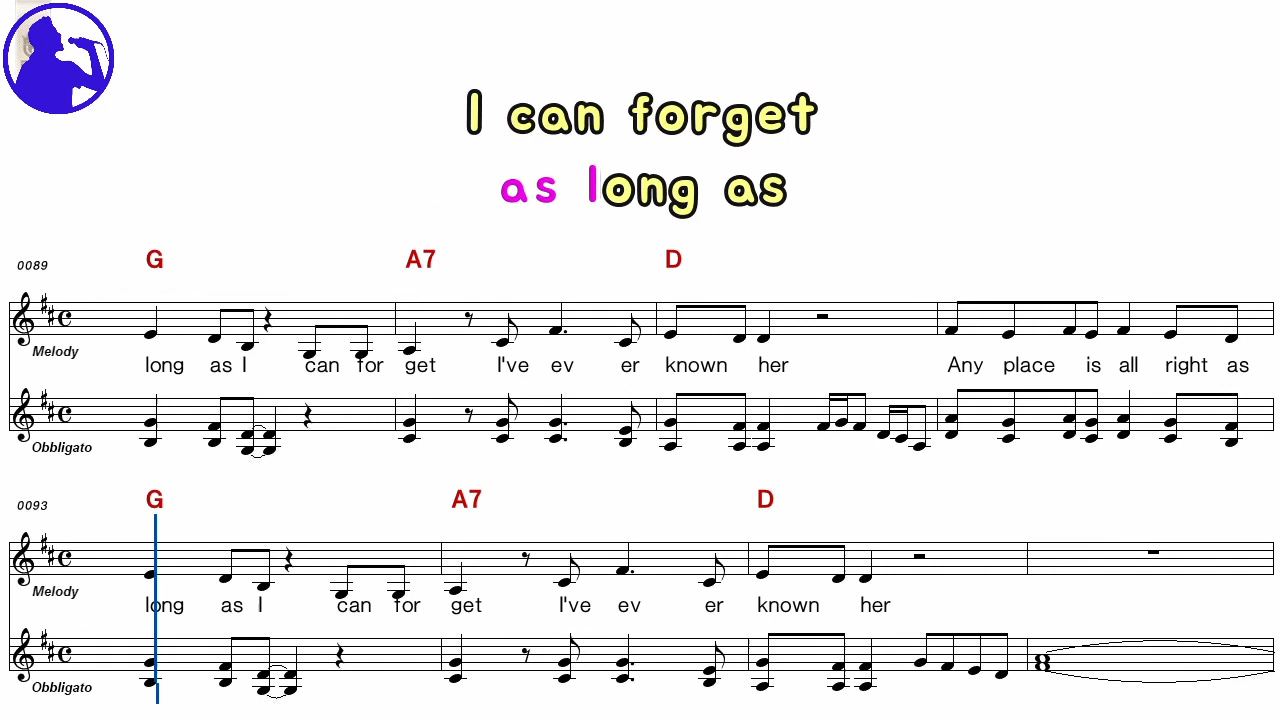 I can forget
as long as
0089 G A7 D
Melody
long as I can for get I've ev er known her Any place is all right as
Obbligato
0093 G A7 D
Melody
long as I can for get I've ev er known her
Obbligato